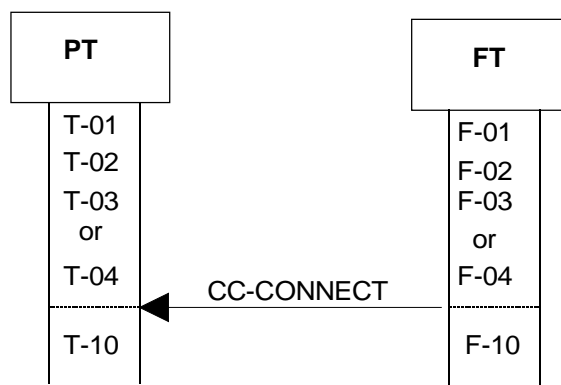 PT
FT
T-01
F-01
T-02
F-02
T-03
F-03
or
or
T-04
F-04
CC-CONNECT
T-10
F-10